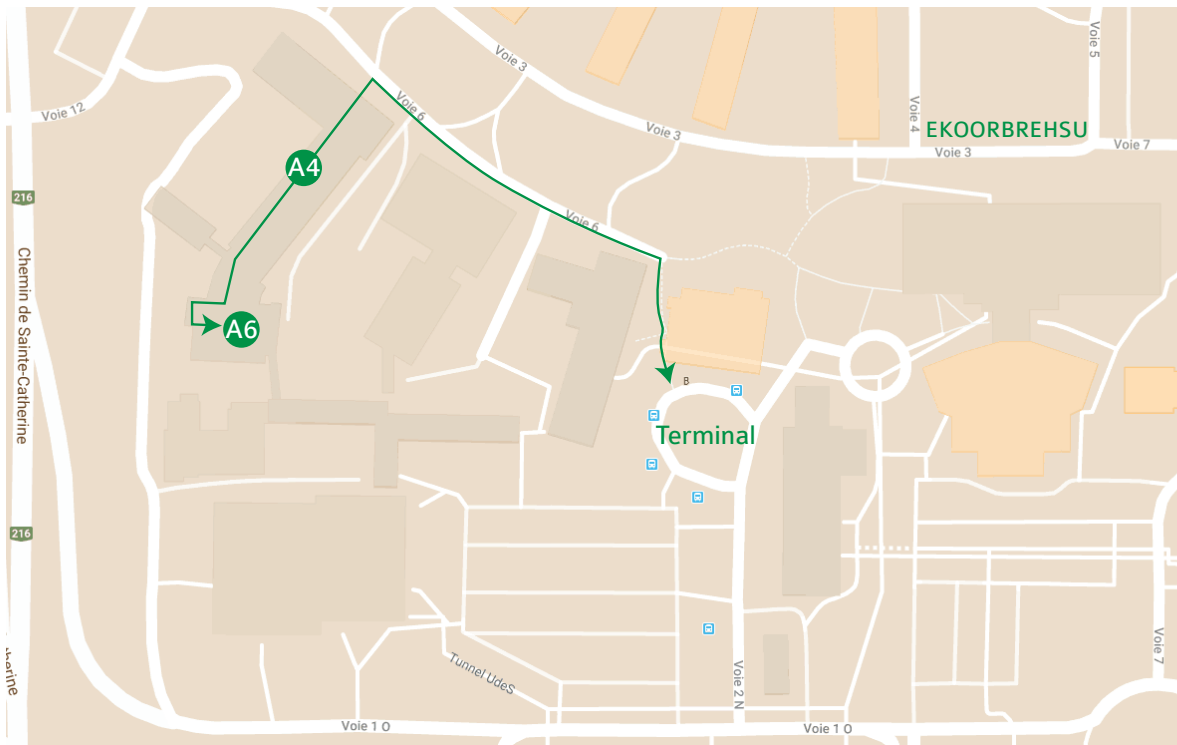 Voie 3
Voie 5
Voie 12
Voie 6
Voie 4
EKOORBREHSU
Voie 3
Voie 7
Voie 3
A4
216
Voie 6
Chemin de Sainte-Catherine
A6
B
Terminal
216
Voie 7
Tunnel UdeS
Voie 2 N
Voie 1 O
Voie 1 O